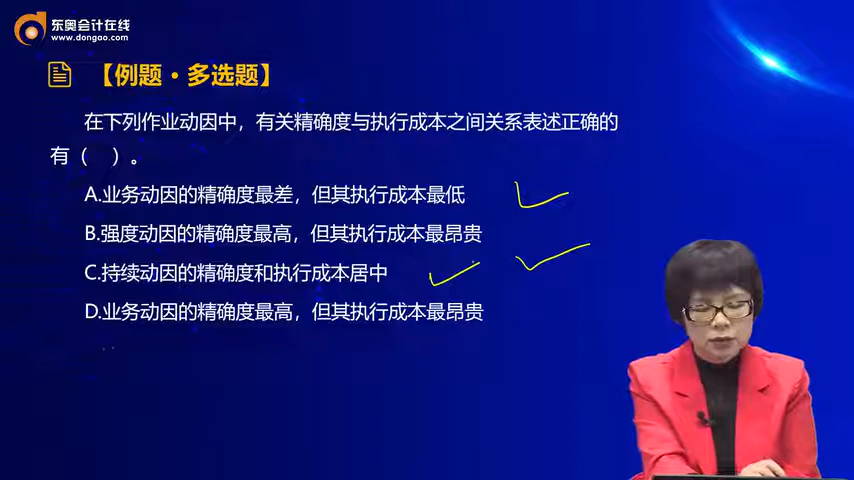 东奥会计在线
www.dongao.com
【例题·多选题】
在下列作业动因中，有关精确度与执行成本之间关系表述正确的
有（ ）。
A.业务动因的精确度最差，但其执行成本最低
B.强度动因的精确度最高，但其执行成本最昂贵
C.持续动因的精确度和执行成本居中
D.业务动因的精确度最高，但其执行成本最昂贵